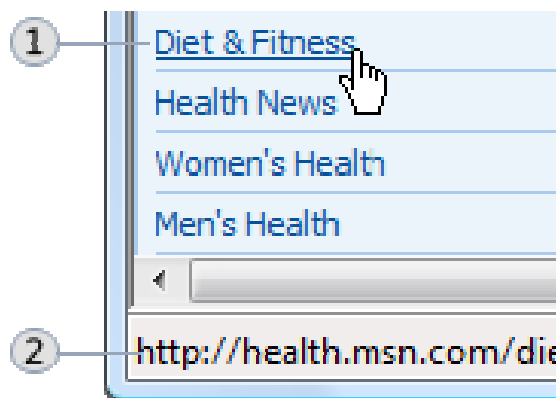 1
Diet & Fitness
Health News
Women's Health
Men's Health
2
http://health.msn.com/die